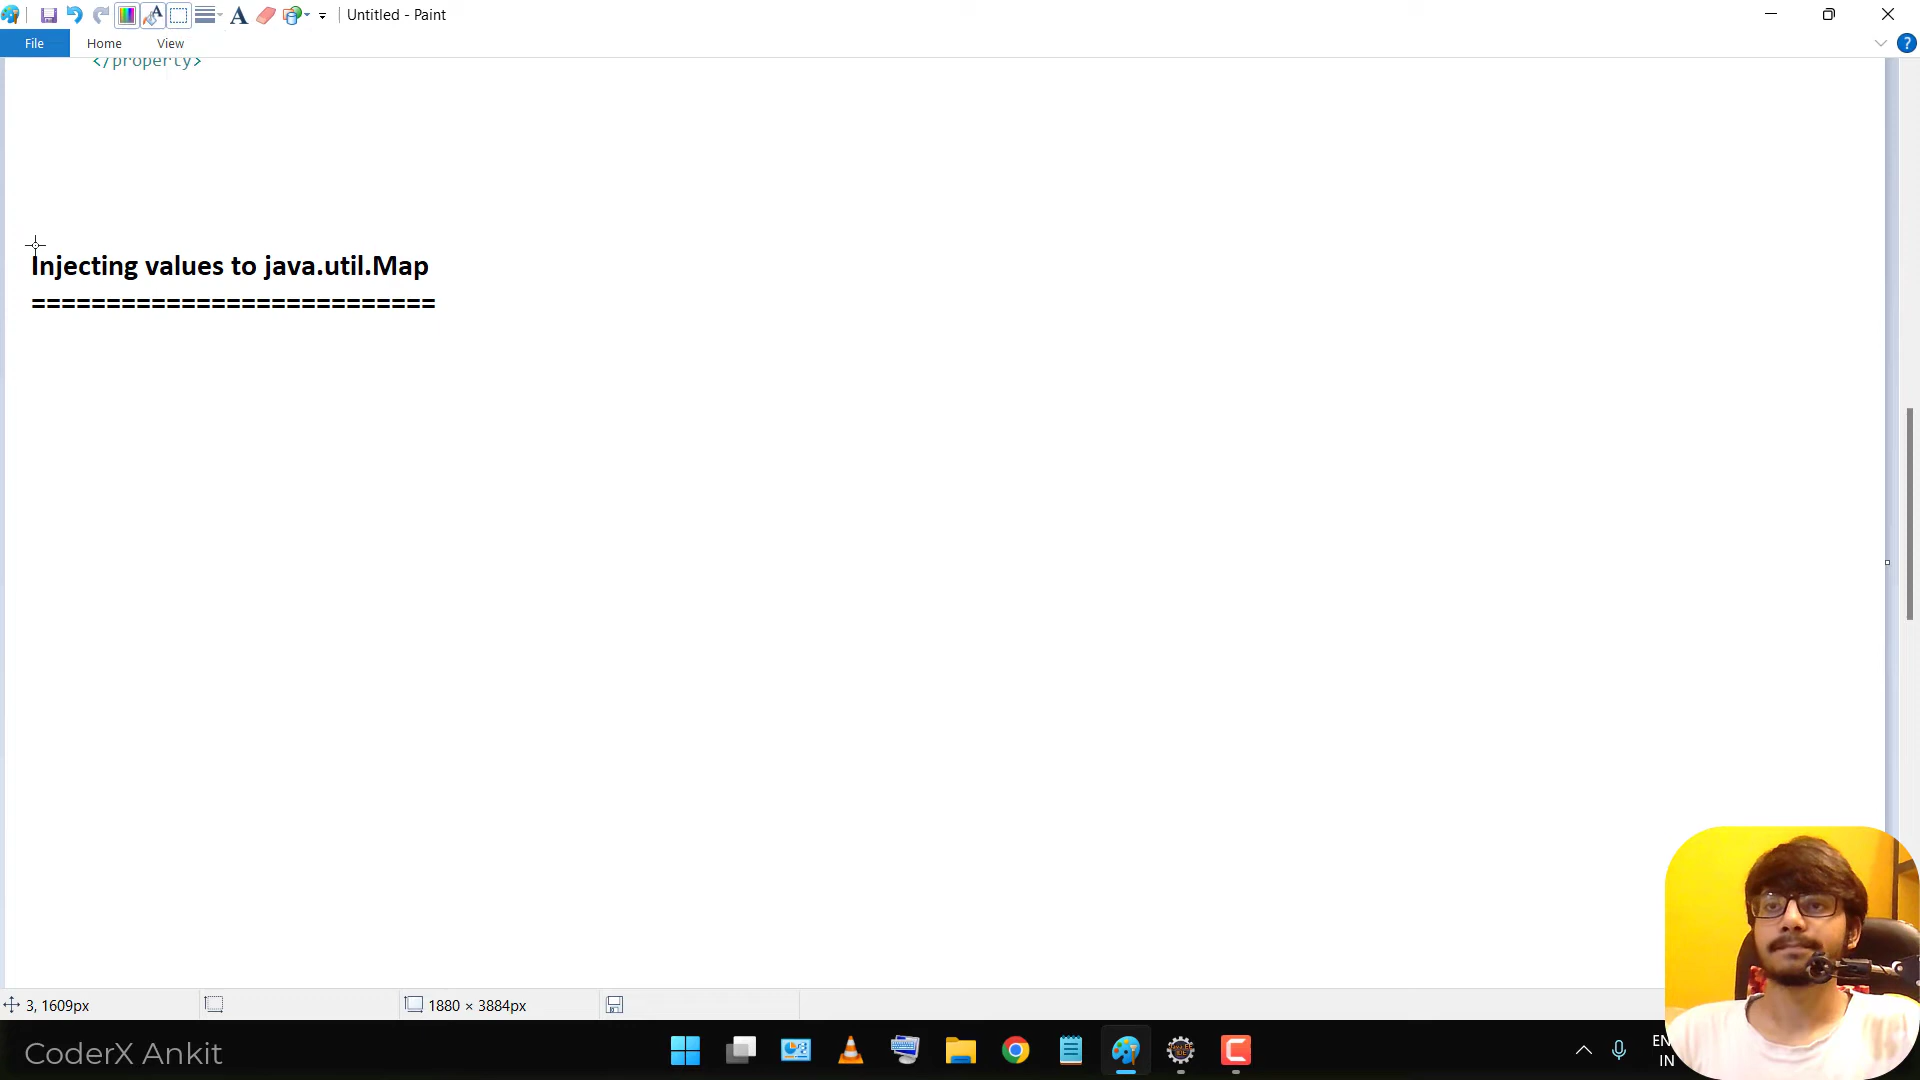 Untitled - Paint
File
Home
View
</property>
Injecting values to java.util.Map
===========================
3, 1609px
1880 × 3884px
CoderX Ankit
IN